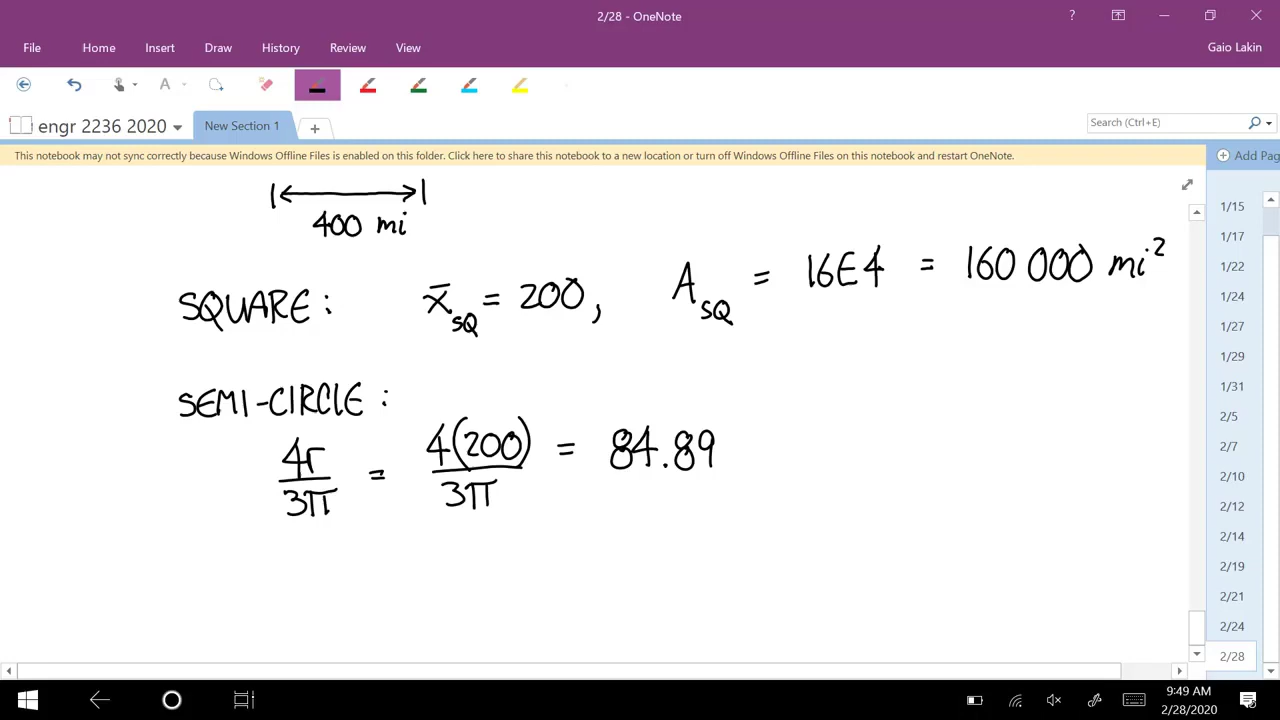 2/28 - OneNote
?
File Home Insert Draw History Review View
Gaio Lakin
A
engr 2236 2020
New Section 1
+
Search (Ctrl+E)
This notebook may not sync correctly because Windows Offline Files is enabled on this folder. Click here to share this notebook to a new location or turn off Windows Offline Files on this notebook and restart OneNote.
Add Pag
400 mi
SQUARE: x̄SQ = 200, ASQ = 16E4 = 160 000 mi²
SEMI-CIRCLE:
4r/3π = 4(200)/3π = 84.89
1/15
1/17
1/22
1/24
1/27
1/29
1/31
2/5
2/7
2/10
2/12
2/14
2/19
2/21
2/24
2/28
9:49 AM
2/28/2020